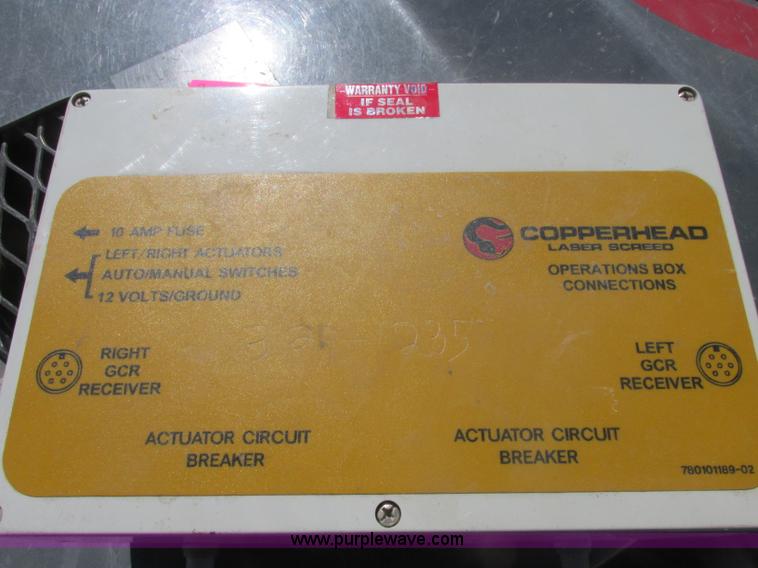 WARRANTY VOID
IF SEAL
IS BROKEN
10 AMP FUSE
LEFT/RIGHT ACTUATORS
AUTO/MANUAL SWITCHES
12 VOLTS/GROUND
COPPERHEAD
LASER SCREED
OPERATIONS BOX
CONNECTIONS
RIGHT
GCR
RECEIVER
LEFT
GCR
RECEIVER
ACTUATOR CIRCUIT
BREAKER
ACTUATOR CIRCUIT
BREAKER
780101189-02
www.purplewave.com